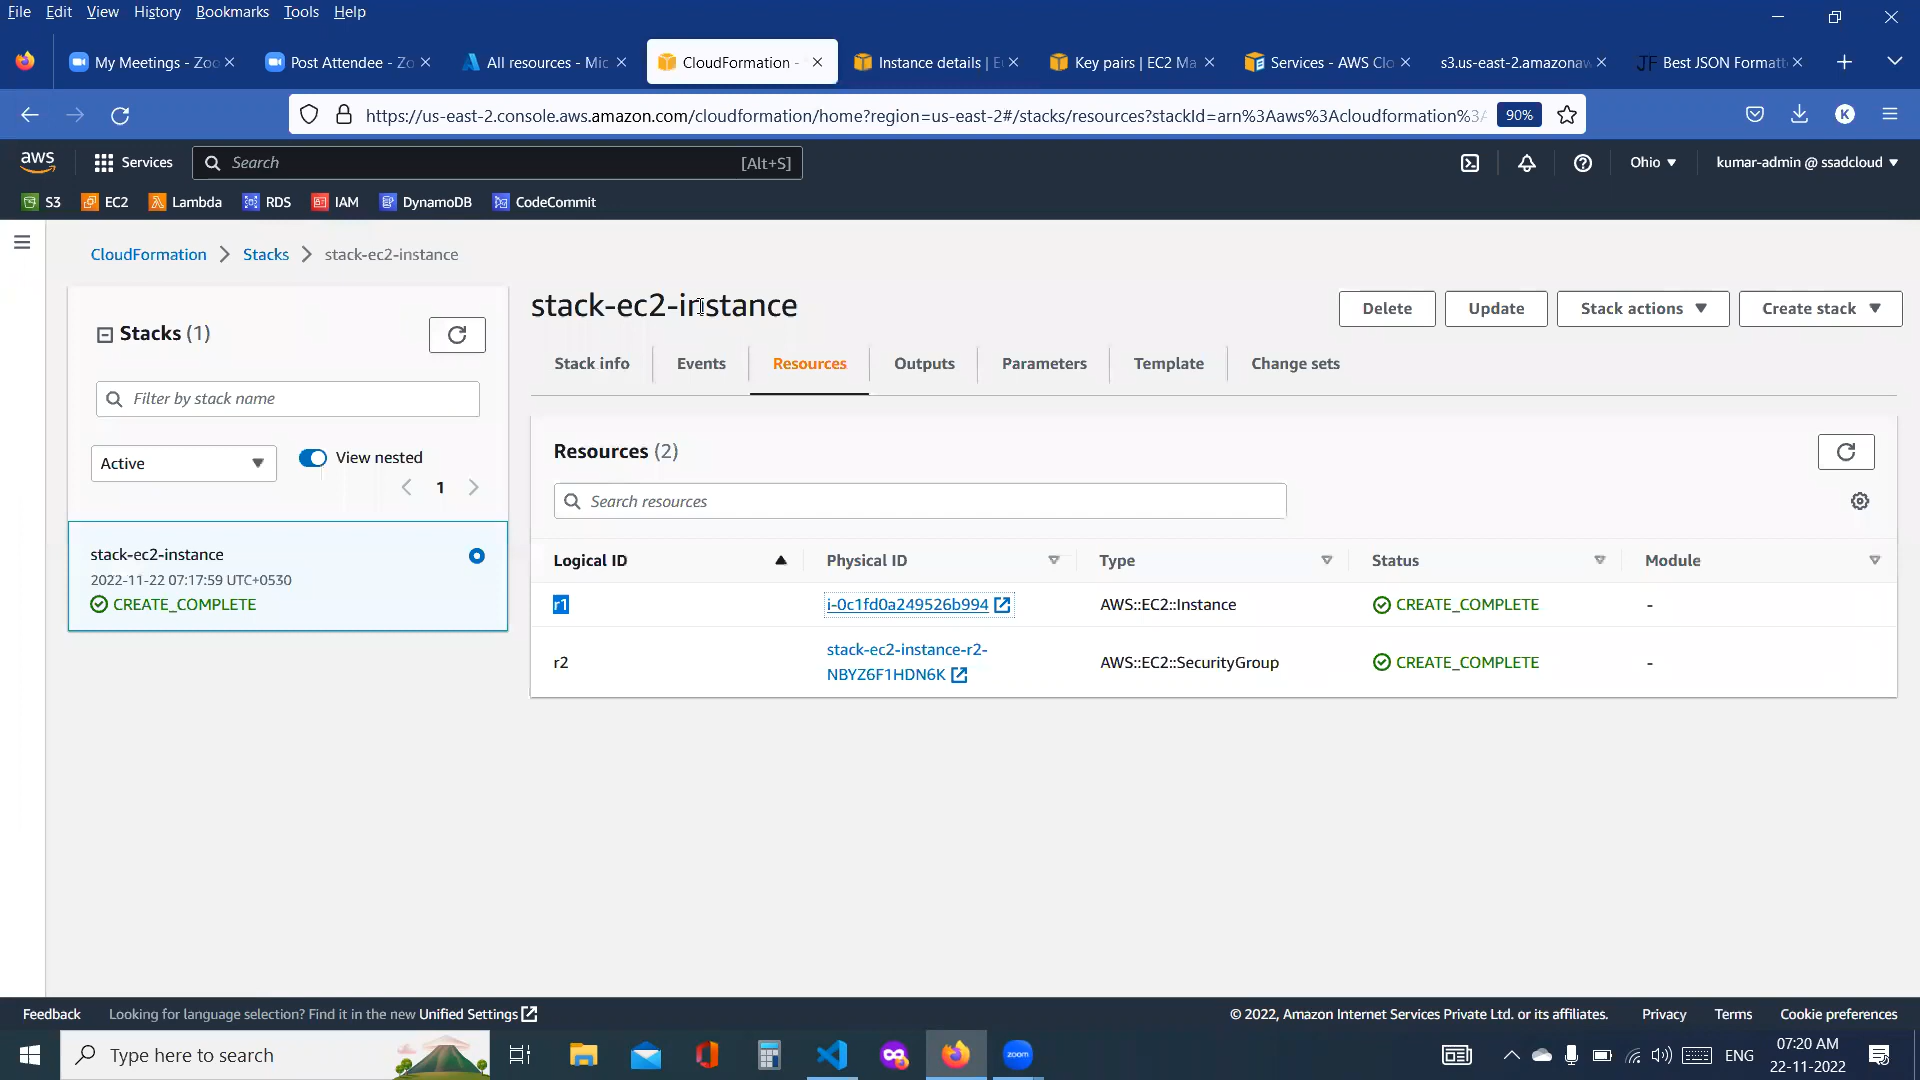 File Edit View History Bookmarks Tools Help
My Meetings - Zoo
Post Attendee - Zo
All resources - Mic
CloudFormation -
Instance details | E
Key pairs | EC2 Ma
Services - AWS Clo
s3.us-east-2.amazonaw
JF Best JSON Formatt
https://us-east-2.console.aws.amazon.com/cloudformation/home?region=us-east-2#/stacks/resources?stackId=arn%3Aaws%3Acloudformation%3A
90%
K
aws Services Search [Alt+S] Ohio kumar-admin @ ssadcloud
S3 EC2 Lambda RDS IAM DynamoDB CodeCommit
CloudFormation > Stacks > stack-ec2-instance
Stacks (1)
Filter by stack name
Active
View nested
1
stack-ec2-instance
2022-11-22 07:17:59 UTC+0530
CREATE_COMPLETE
stack-ec2-instance
Delete Update Stack actions Create stack
Stack info Events Resources Outputs Parameters Template Change sets
Resources (2)
Search resources
Logical ID Physical ID Type Status Module
r1 i-0c1fd0a249526b994 AWS::EC2::Instance CREATE_COMPLETE -
r2 stack-ec2-instance-r2-NBYZ6F1HDN6K AWS::EC2::SecurityGroup CREATE_COMPLETE -
Feedback Looking for language selection? Find it in the new Unified Settings © 2022, Amazon Internet Services Private Ltd. or its affiliates. Privacy Terms Cookie preferences
Type here to search
zoom
ENG
07:20 AM
22-11-2022